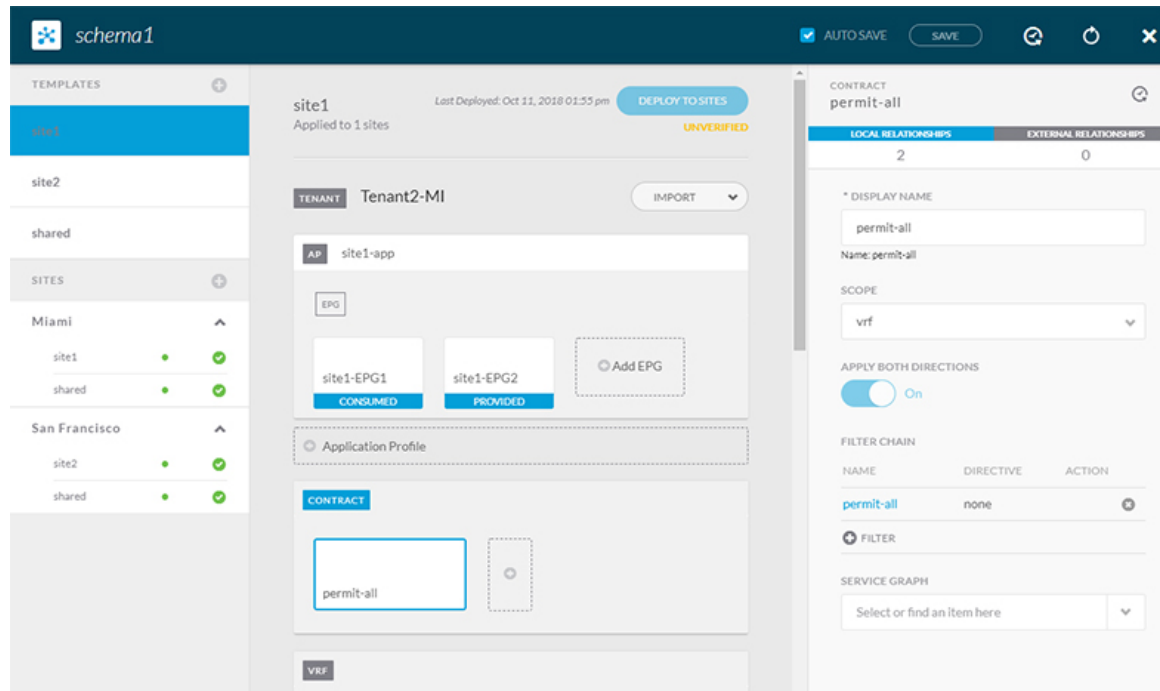 schema1
AUTO SAVE
SAVE
TEMPLATES
site1
site2
shared
SITES
Miami
site1
shared
San Francisco
site2
shared
site1
Applied to 1 sites
Last Deployed: Oct 11, 2018 01:55 pm
DEPLOY TO SITES
UNVERIFIED
TENANT Tenant2-MI
IMPORT
AP site1-app
EPG
site1-EPG1
CONSUMED
site1-EPG2
PROVIDED
Add EPG
Application Profile
CONTRACT
permit-all
VRF
CONTRACT
permit-all
LOCAL RELATIONSHIPS EXTERNAL RELATIONSHIPS
2 0
* DISPLAY NAME
permit-all
Name: permit-all
SCOPE
vrf
APPLY BOTH DIRECTIONS
On
FILTER CHAIN
NAME DIRECTIVE ACTION
permit-all none
FILTER
SERVICE GRAPH
Select or find an item here